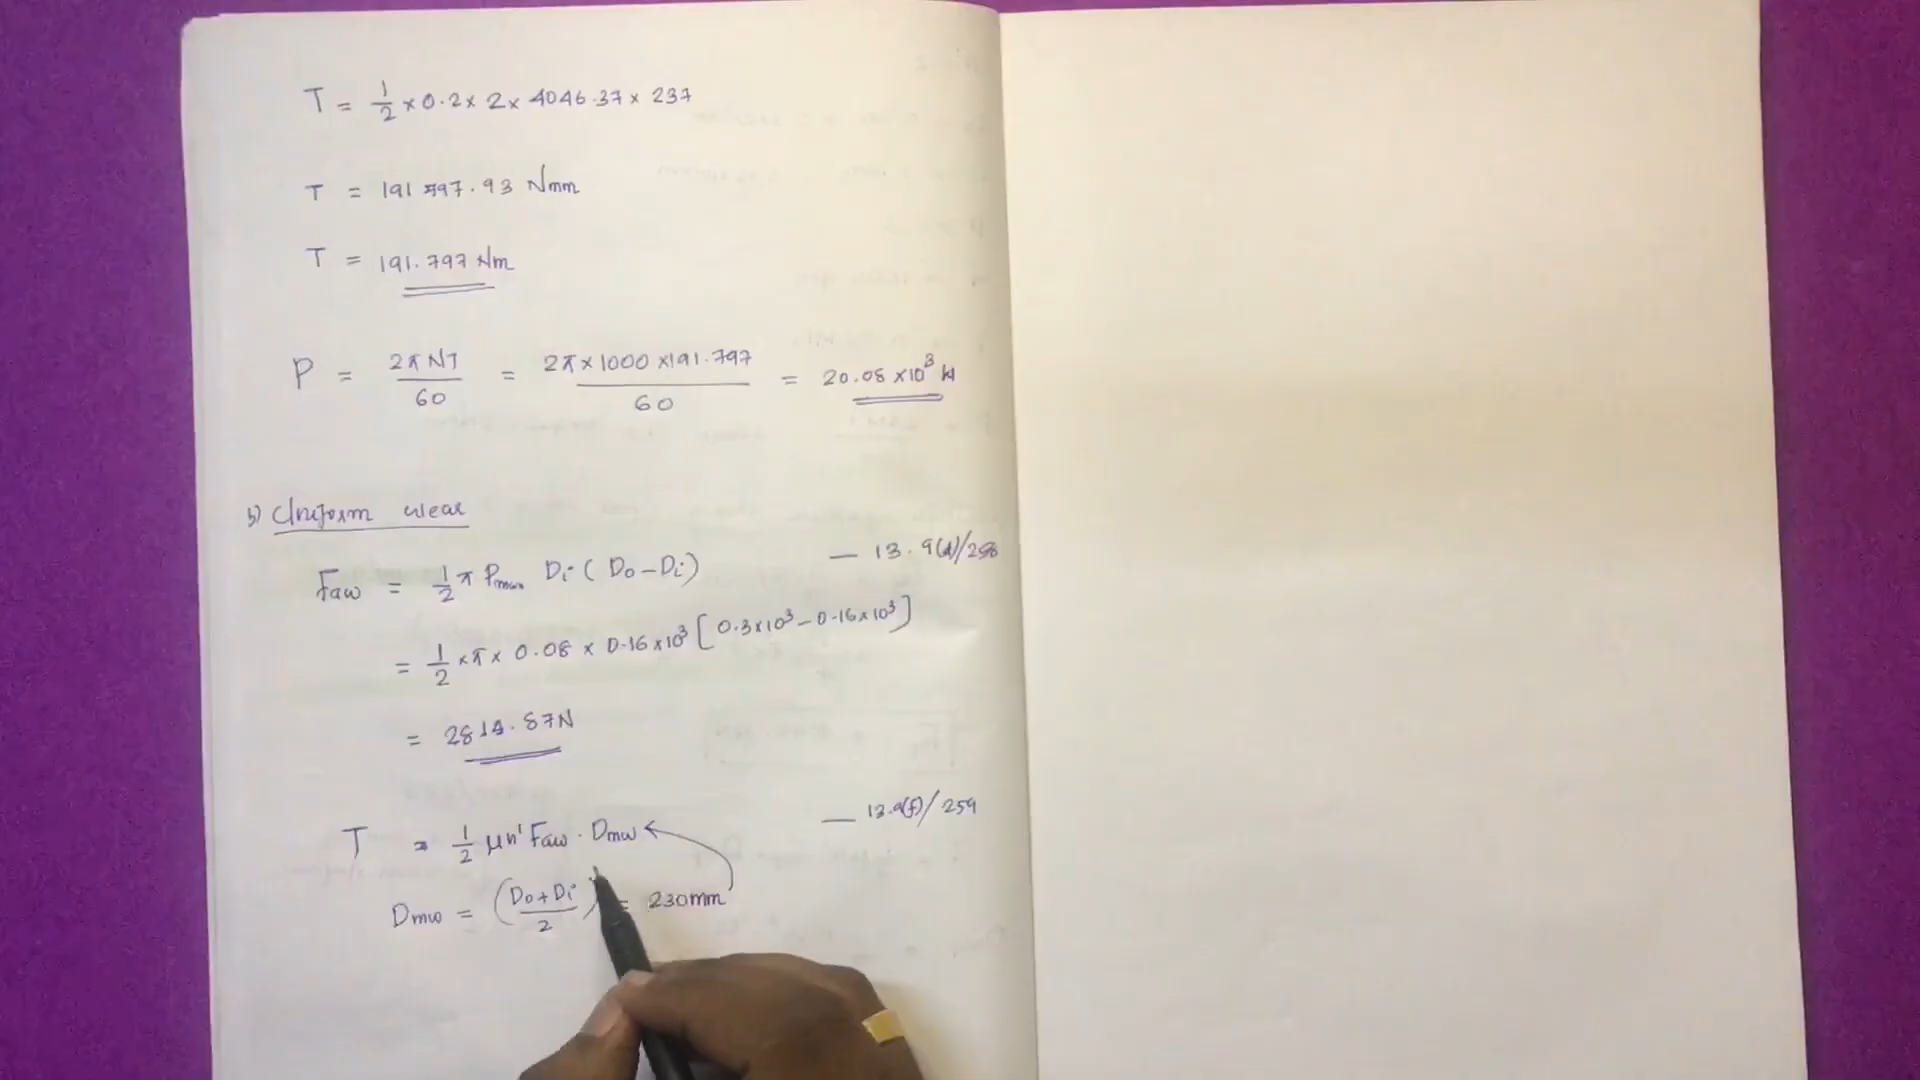 T = 1/2 × 0.2 × 2 × 4046.37 × 237
T = 191797.93 Nmm
T = 191.797 Nm
P = 2πNT/60 = 2π×1000×191.797/60 = 20.08 ×10³
b) Uniform wear
Faw = 1/2 π Pmax Di (Do - Di) — 13.9(d)/258
= 1/2 × π × 0.08 × 0.16×10³ [0.3×10³ - 0.16×10³]
= 2814.87N
T = 1/2 μn' Faw · Dmw — 13.9(f)/259
Dmw = (Do + Di / 2) = 230mm